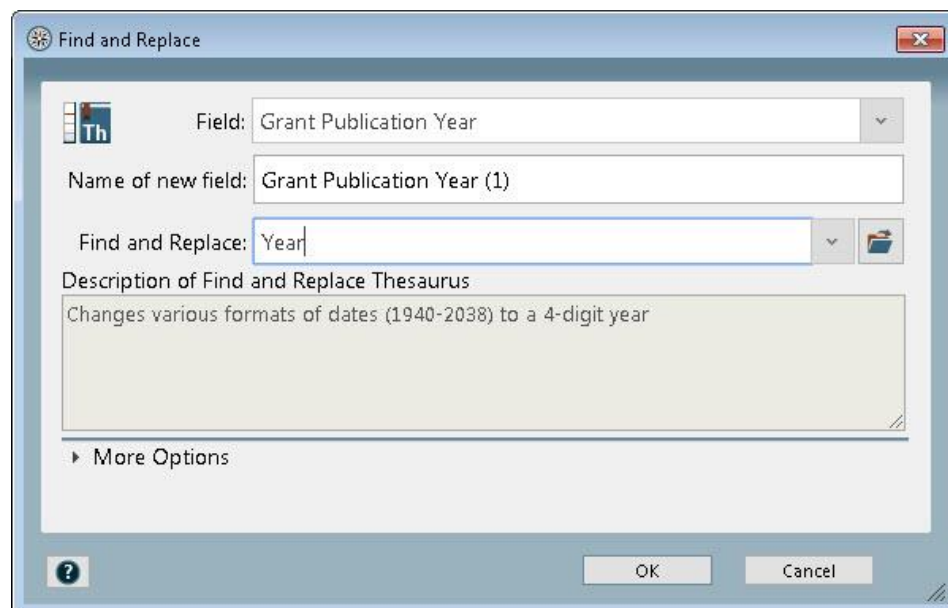 Find and Replace
Th
Field: Grant Publication Year
Name of new field: Grant Publication Year (1)
Find and Replace: Year
Description of Find and Replace Thesaurus
Changes various formats of dates (1940-2038) to a 4-digit year
More Options
? OK Cancel